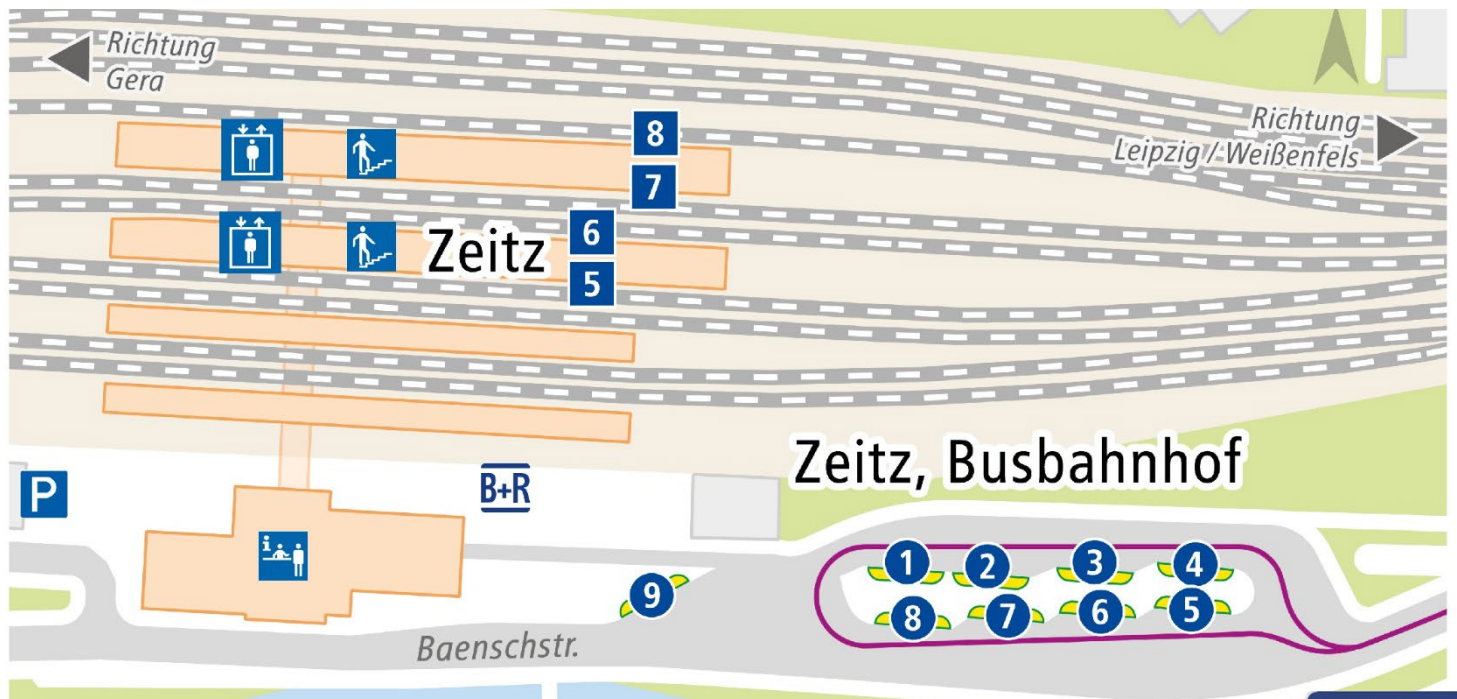 Richtung
Gera
Richtung
Leipzig / Weißenfels
8
7
6
Zeitz
5
Zeitz, Busbahnhof
P
B+R
i
1
2
3
4
9
8
7
6
5
Baenschstr.